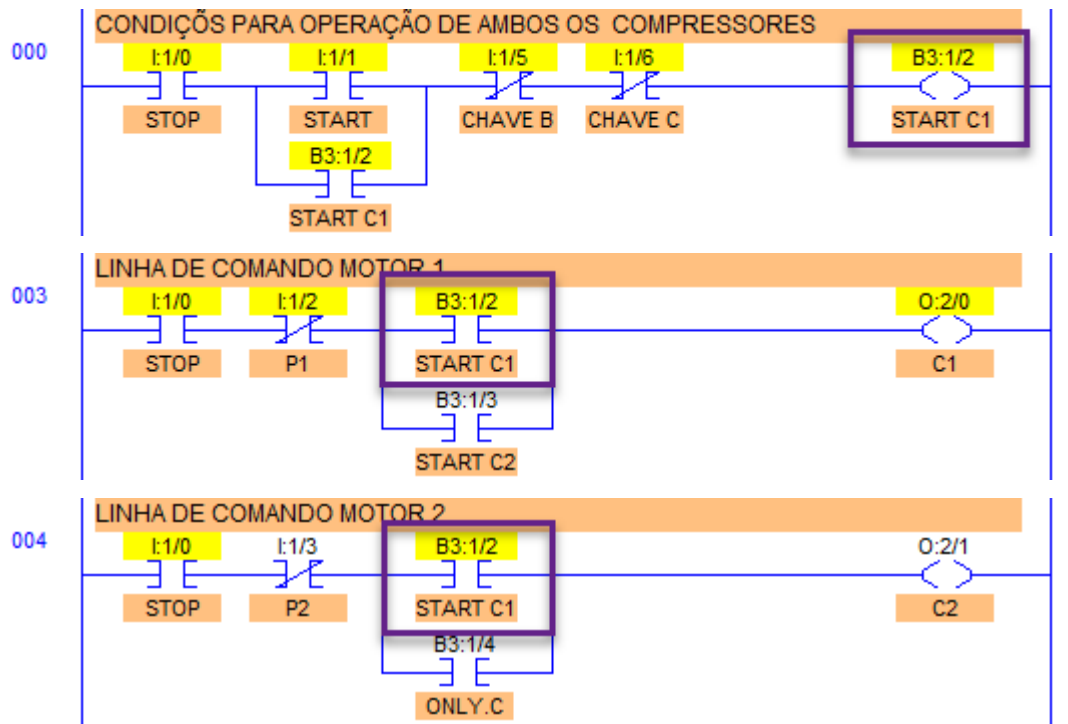 CONDIÇÕS PARA OPERAÇÃO DE AMBOS OS COMPRESSORES
000
I:1/0 I:1/1 I:1/5 I:1/6 B3:1/2
STOP START CHAVE B CHAVE C START C1
B3:1/2
START C1
LINHA DE COMANDO MOTOR 1
003
I:1/0 I:1/2 B3:1/2 O:2/0
STOP P1 START C1 C1
B3:1/3
START C2
LINHA DE COMANDO MOTOR 2
004
I:1/0 I:1/3 B3:1/2 O:2/1
STOP P2 START C1 C2
B3:1/4
ONLY.C